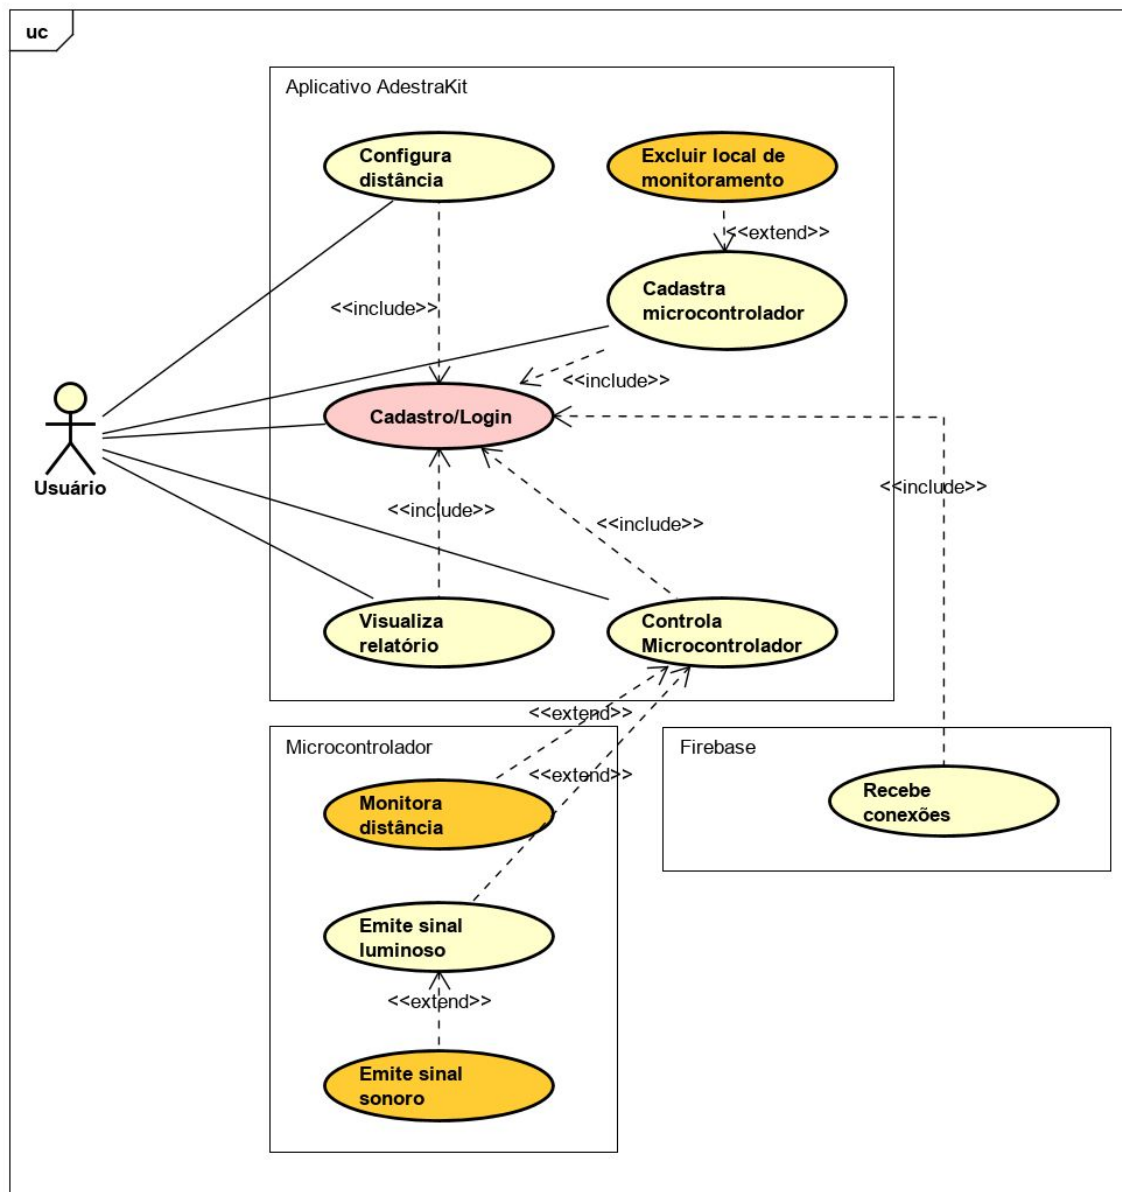 uc
Aplicativo AdestraKit
Configura
distância
Excluir local de
monitoramento
<<extend>>
Cadastra
microcontrolador
<<include>>
<<include>>
Cadastro/Login
Usuário
<<include>>
<<include>>
<<include>>
Visualiza
relatório
Controla
Microcontrolador
<<extend>>
Microcontrolador
Firebase
<<extend>>
Monitora
distância
Recebe
conexões
Emite sinal
luminoso
<<extend>>
Emite sinal
sonoro